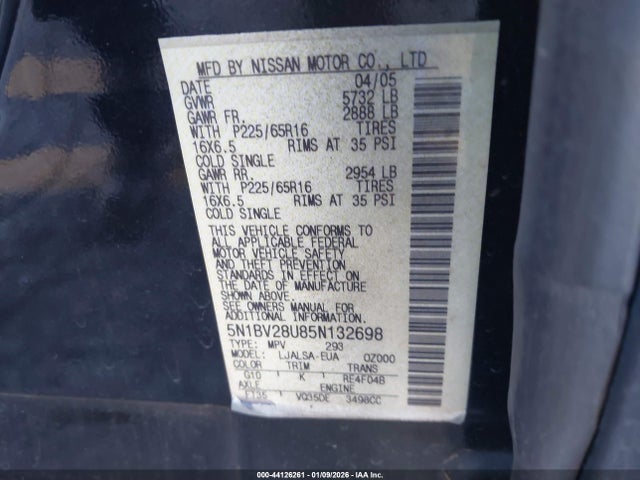 MFD BY NISSAN MOTOR CO., LTD
DATE 04/05
GVWR 5732 LB
GAWR FR. 2888 LB
WITH P225/65R16 TIRES
16X6.5 RIMS AT 35 PSI
COLD SINGLE
GAWR RR. 2954 LB
WITH P225/65R16 TIRES
16X6.5 RIMS AT 35 PSI
COLD SINGLE
THIS VEHICLE CONFORMS TO
ALL APPLICABLE FEDERAL
MOTOR VEHICLE SAFETY
AND THEFT PREVENTION
STANDARDS IN EFFECT ON
THE DATE OF MANUFACTURE
SHOWN ABOVE.
SEE OWNERS MANUAL FOR
ADDITIONAL INFORMATION.
5N1BV28U85N132698
TYPE: MPV 293
MODEL: LJALSA-EUA 0Z000
COLOR TRIM TRANS
G10 K RE4F04B
AXLE ENGINE
FT35 VQ35DE 3498CC
000-44126261 - 01/09/2026 - IAA Inc.